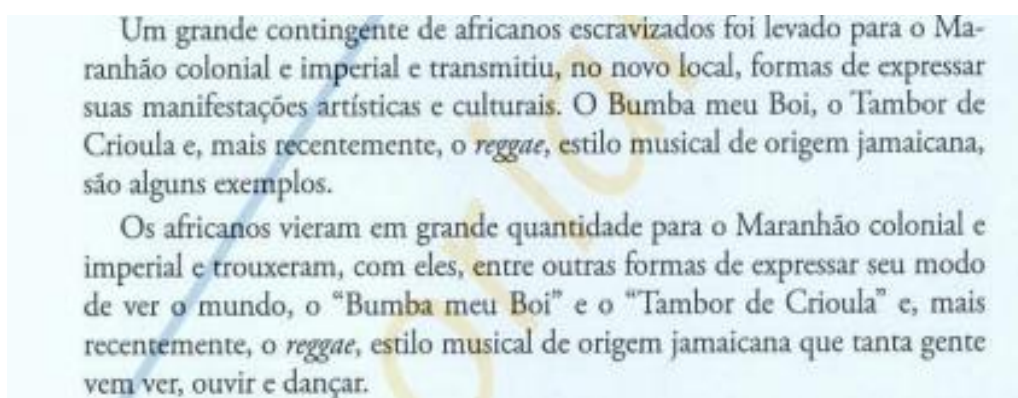 Um grande contingente de africanos escravizados foi levado para o Ma-
ranhão colonial e imperial e transmitiu, no novo local, formas de expressar
suas manifestações artísticas e culturais. O Bumba meu Boi, o Tambor de
Crioula e, mais recentemente, o reggae, estilo musical de origem jamaicana,
são alguns exemplos.
Os africanos vieram em grande quantidade para o Maranhão colonial e
imperial e trouxeram, com eles, entre outras formas de expressar seu modo
de ver o mundo, o “Bumba meu Boi” e o “Tambor de Crioula” e, mais
recentemente, o reggae, estilo musical de origem jamaicana que tanta gente
vem ver, ouvir e dançar.